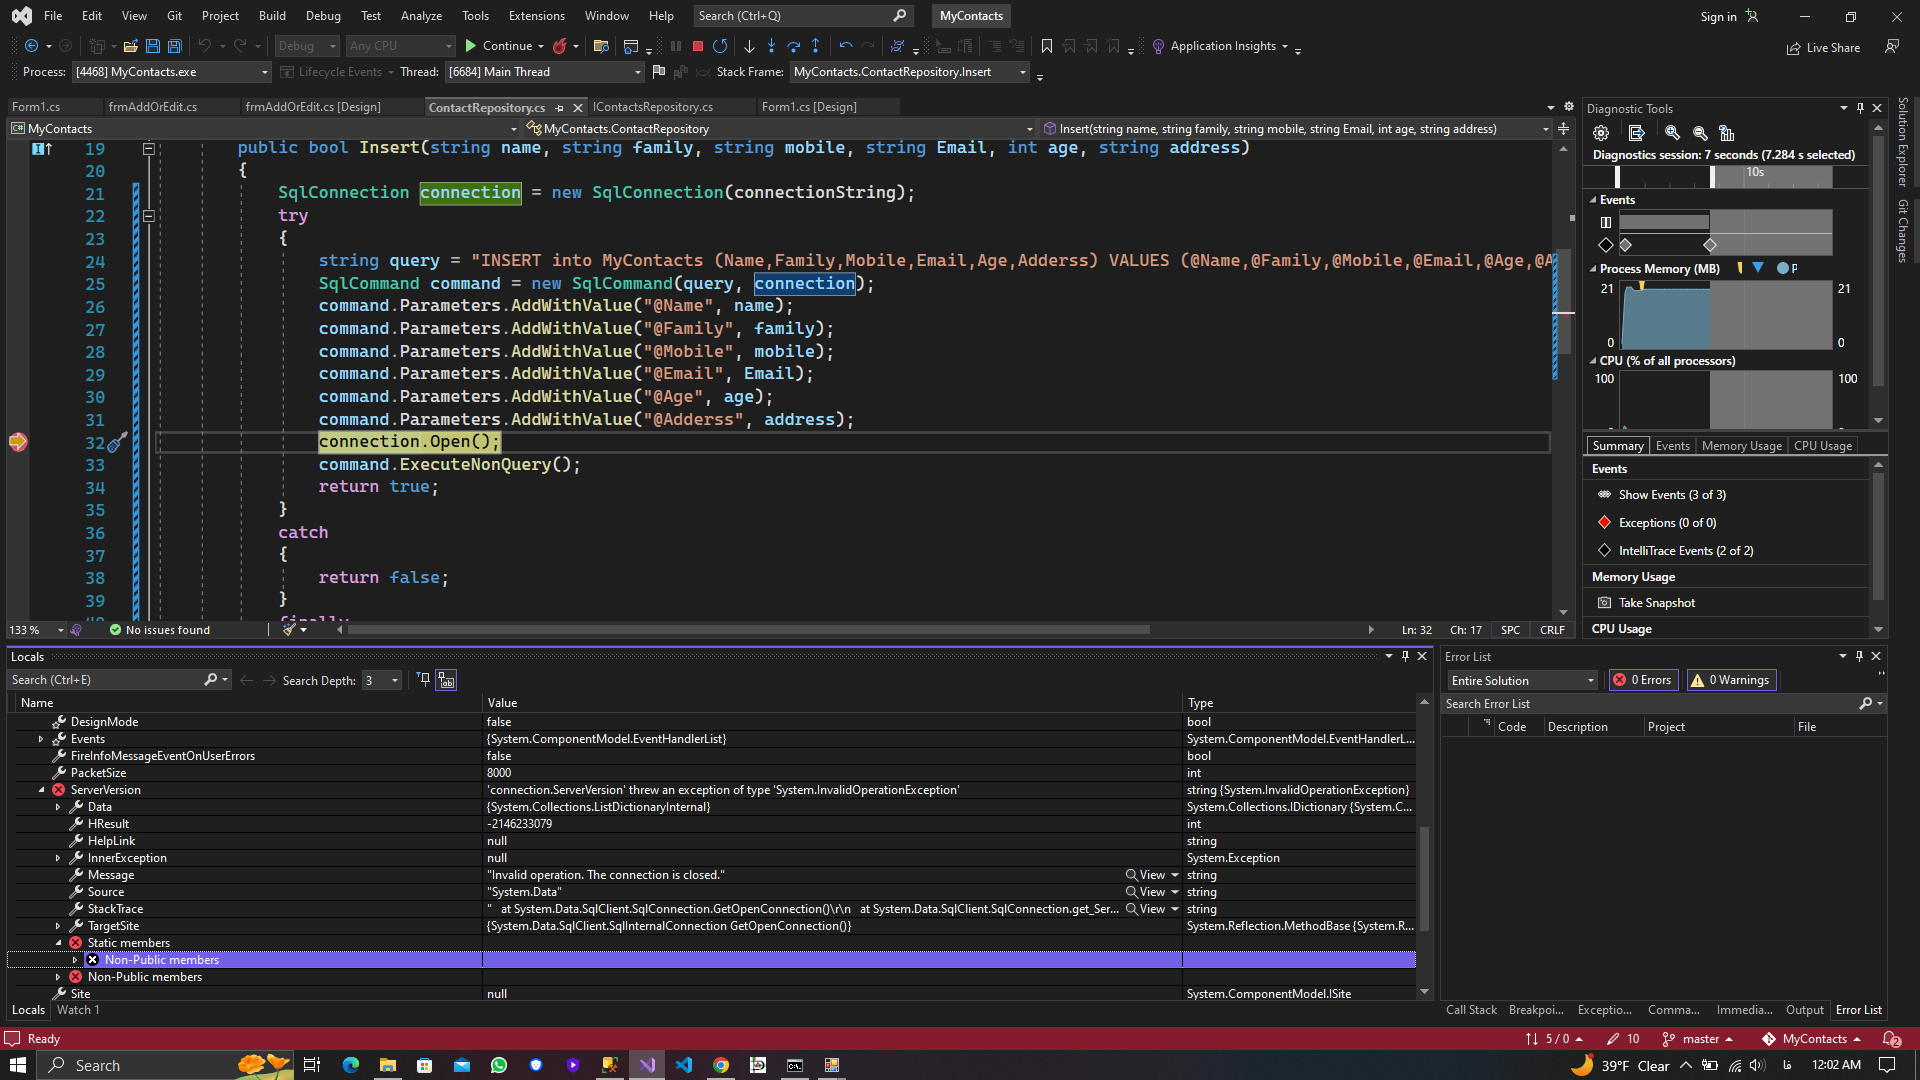 File Edit View Git Project Build Debug Test Analyze Tools Extensions Window Help Search (Ctrl+Q) MyContacts Sign in
Debug Any CPU Continue Application Insights Live Share
Process: [4468] MyContacts.exe Lifecycle Events Thread: [6684] Main Thread Stack Frame: MyContacts.ContactRepository.Insert
Form1.cs frmAddOrEdit.cs frmAddOrEdit.cs [Design] ContactRepository.cs IContactsRepository.cs Form1.cs [Design]
MyContacts MyContacts.ContactRepository Insert(string name, string family, string mobile, string Email, int age, string address)
19 public bool Insert(string name, string family, string mobile, string Email, int age, string address)
20 {
21 SqlConnection connection = new SqlConnection(connectionString);
22 try
23 {
24 string query = "INSERT into MyContacts (Name,Family,Mobile,Email,Age,Adderss) VALUES (@Name,@Family,@Mobile,@Email,@Age,@A
25 SqlCommand command = new SqlCommand(query, connection);
26 command.Parameters.AddWithValue("@Name", name);
27 command.Parameters.AddWithValue("@Family", family);
28 command.Parameters.AddWithValue("@Mobile", mobile);
29 command.Parameters.AddWithValue("@Email", Email);
30 command.Parameters.AddWithValue("@Age", age);
31 command.Parameters.AddWithValue("@Adderss", address);
32 connection.Open();
33 command.ExecuteNonQuery();
34 return true;
35 }
36 catch
37 {
38 return false;
39 }
finally
133 % No issues found Ln: 32 Ch: 17 SPC CRLF
Diagnostic Tools
Diagnostics session: 7 seconds (7.284 s selected)
10s
Events
Process Memory (MB) P
21 21
0 0
CPU (% of all processors)
100 100
Summary Events Memory Usage CPU Usage
Events
Show Events (3 of 3)
Exceptions (0 of 0)
IntelliTrace Events (2 of 2)
Memory Usage
Take Snapshot
CPU Usage
Solution Explorer
Git Changes
Locals
Search (Ctrl+E) Search Depth: 3
Name Value Type
DesignMode false bool
Events {System.ComponentModel.EventHandlerList} System.ComponentModel.EventHandlerL...
FireInfoMessageEventOnUserErrors false bool
PacketSize 8000 int
ServerVersion 'connection.ServerVersion' threw an exception of type 'System.InvalidOperationException' string {System.InvalidOperationException}
Data {System.Collections.ListDictionaryInternal} System.Collections.IDictionary {System.C...
HResult -2146233079 int
HelpLink null string
InnerException null System.Exception
Message "Invalid operation. The connection is closed." View string
Source "System.Data" View string
StackTrace " at System.Data.SqlClient.SqlConnection.GetOpenConnection()\r\n at System.Data.SqlClient.SqlConnection.get_Ser... View string
TargetSite {System.Data.SqlClient.SqlInternalConnection GetOpenConnection()} System.Reflection.MethodBase {System.R...
Static members
Non-Public members
Non-Public members
Site null System.ComponentModel.ISite
Locals Watch 1
Error List
Entire Solution 0 Errors 0 Warnings
Search Error List
Code Description Project File
Call Stack Breakpoi... Exceptio... Comma... Immedia... Output Error List
Ready 5 / 0 10 master MyContacts 2
Search 39°F Clear فا 12:02 AM